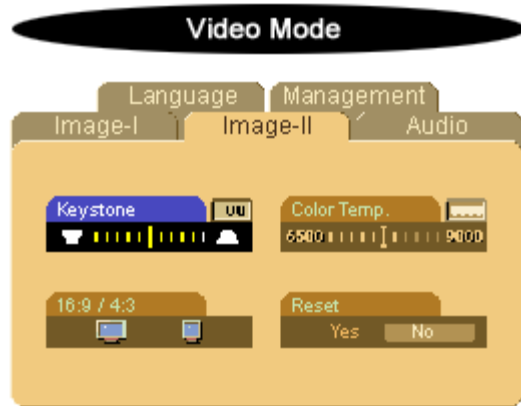 Video Mode
Language Management
Image-I Image-II Audio
Keystone Color Temp.
6500 9000
16:9 / 4:3 Reset
Yes No